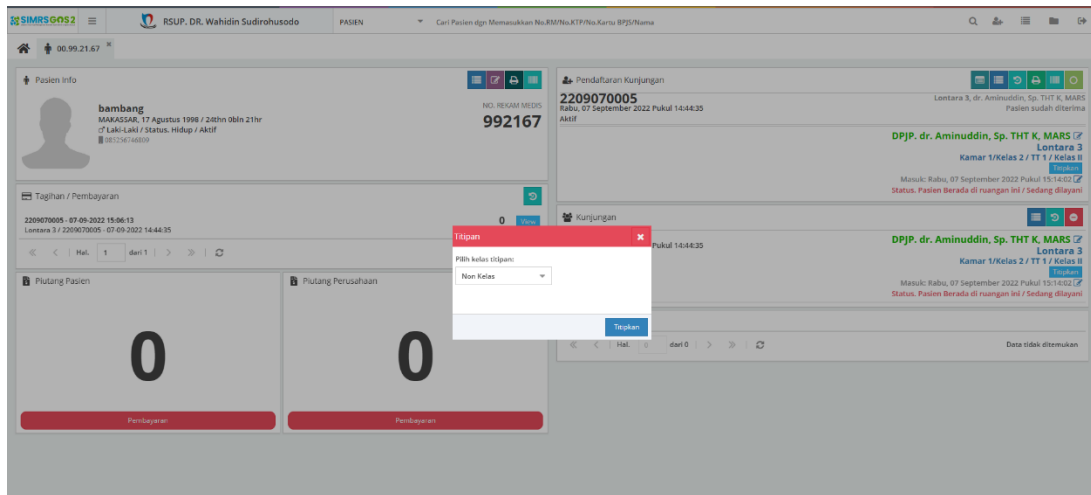 SIMRSGOS2
RSUP. DR. Wahidin Sudirohusodo
PASIEN
Cari Pasien dgn Memasukkan No.RM/No.KTP/No.Kartu BPJS/Nama
00.99.21.67
Pasien Info
bambang
MAKASSAR, 17 Agustus 1998 / 24thn 0bln 21hr
Laki-Laki / Status. Hidup / Aktif
NO. REKAM MEDIS
992167
Tagihan / Pembayaran
2209070005 - 07-09-2022 15:06:13
Lontara 3 / 2209070005 - 07-09-2022 14:44:35
0
View
Hal. 1 dari 1
Piutang Pasien
0
Pembayaran
Piutang Perusahaan
0
Pembayaran
Pendaftaran Kunjungan
2209070005
Rabu, 07 September 2022 Pukul 14:44:35
Aktif
Lontara 3, dr. Aminuddin, Sp. THT K, MARS
Pasien sudah diterima
DPJP. dr. Aminuddin, Sp. THT K, MARS
Lontara 3
Kamar 1/Kelas 2 / TT 1 / Kelas II
Titipkan
Masuk: Rabu, 07 September 2022 Pukul 15:14:02
Status. Pasien Berada di ruangan ini / Sedang dilayani
Kunjungan
Pukul 14:44:35
DPJP. dr. Aminuddin, Sp. THT K, MARS
Lontara 3
Kamar 1/Kelas 2 / TT 1 / Kelas II
Titipkan
Masuk: Rabu, 07 September 2022 Pukul 15:14:02
Status. Pasien Berada di ruangan ini / Sedang dilayani
Hal. 0 dari 0
Data tidak ditemukan
Titipan
Pilih kelas titipan:
Non Kelas
Titipkan